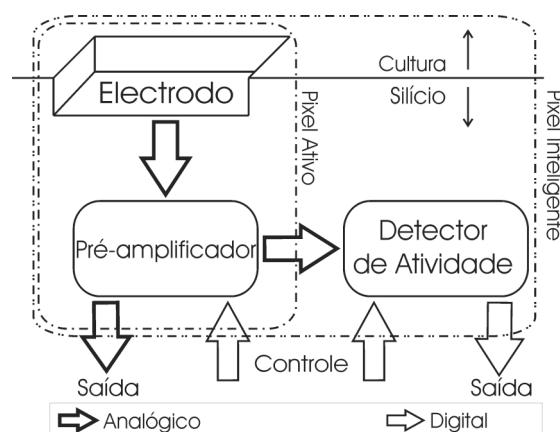 Cultura
Silício
Electrodo
Pixel Ativo
Pixel Inteligente
Pré-amplificador
Detector
de Atividade
Controle
Saída
Saída
Analógico
Digital